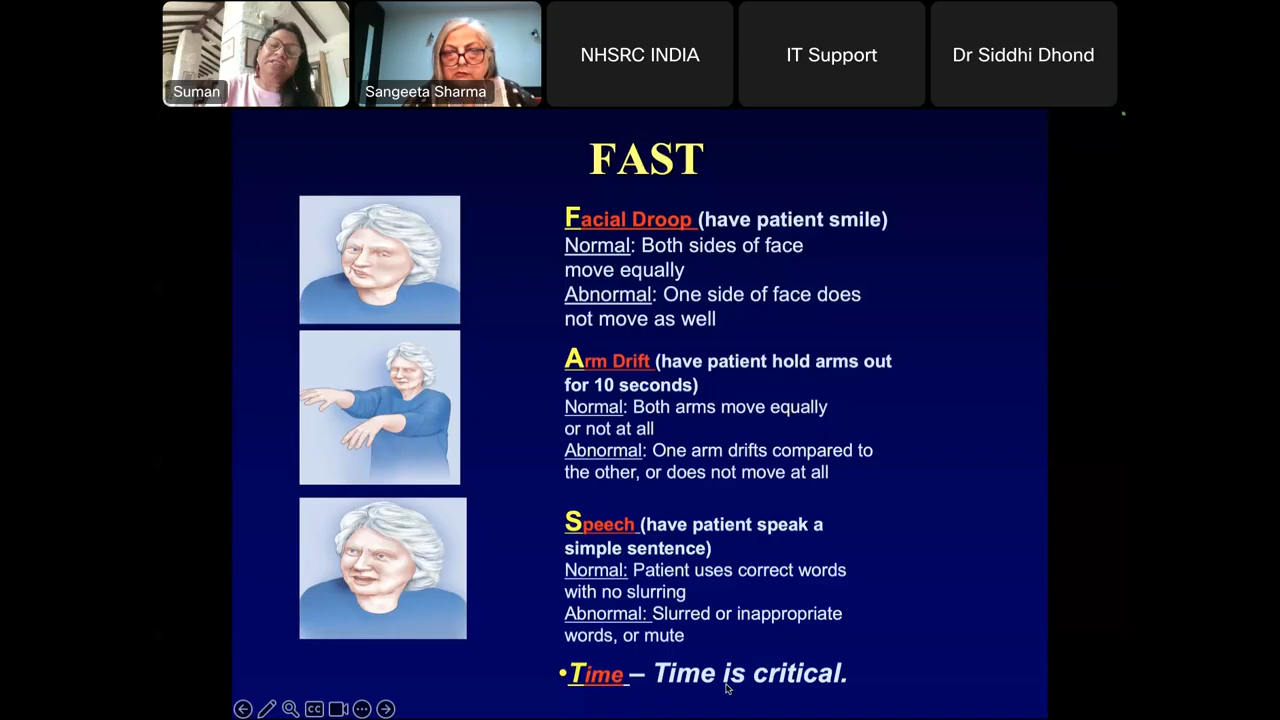 Suman
Sangeeta Sharma
NHSRC INDIA
IT Support
Dr Siddhi Dhond
FAST
Facial Droop (have patient smile)
Normal: Both sides of face
move equally
Abnormal: One side of face does
not move as well
Arm Drift (have patient hold arms out
for 10 seconds)
Normal: Both arms move equally
or not at all
Abnormal: One arm drifts compared to
the other, or does not move at all
Speech (have patient speak a
simple sentence)
Normal: Patient uses correct words
with no slurring
Abnormal: Slurred or inappropriate
words, or mute
•Time – Time is critical.
CC